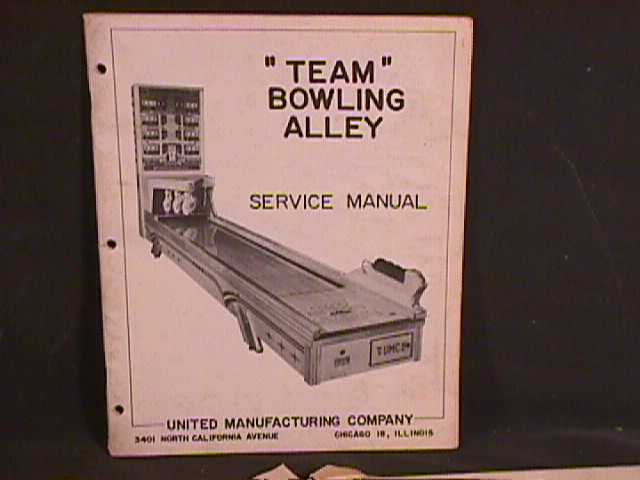 "TEAM"
BOWLING
ALLEY
SERVICE MANUAL
UNITED MANUFACTURING COMPANY
3401 NORTH CALIFORNIA AVENUE CHICAGO 18, ILLINOIS